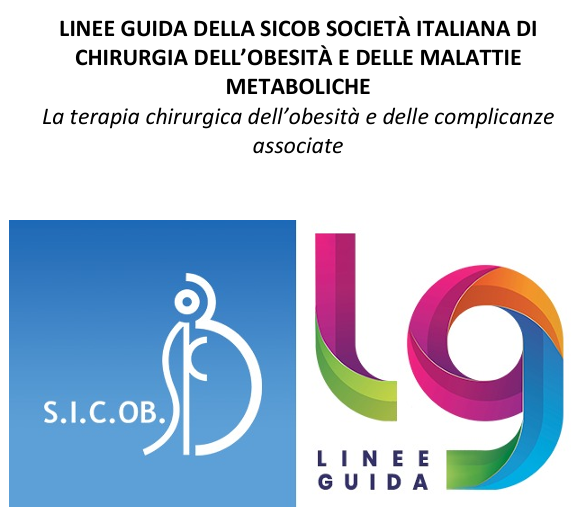 LINEE GUIDA DELLA SICOB SOCIETÀ ITALIANA DI
CHIRURGIA DELL’OBESITÀ E DELLE MALATTIE
METABOLICHE
La terapia chirurgica dell’obesità e delle complicanze
associate
S.I.C.OB.
lg
LINEE
GUIDA